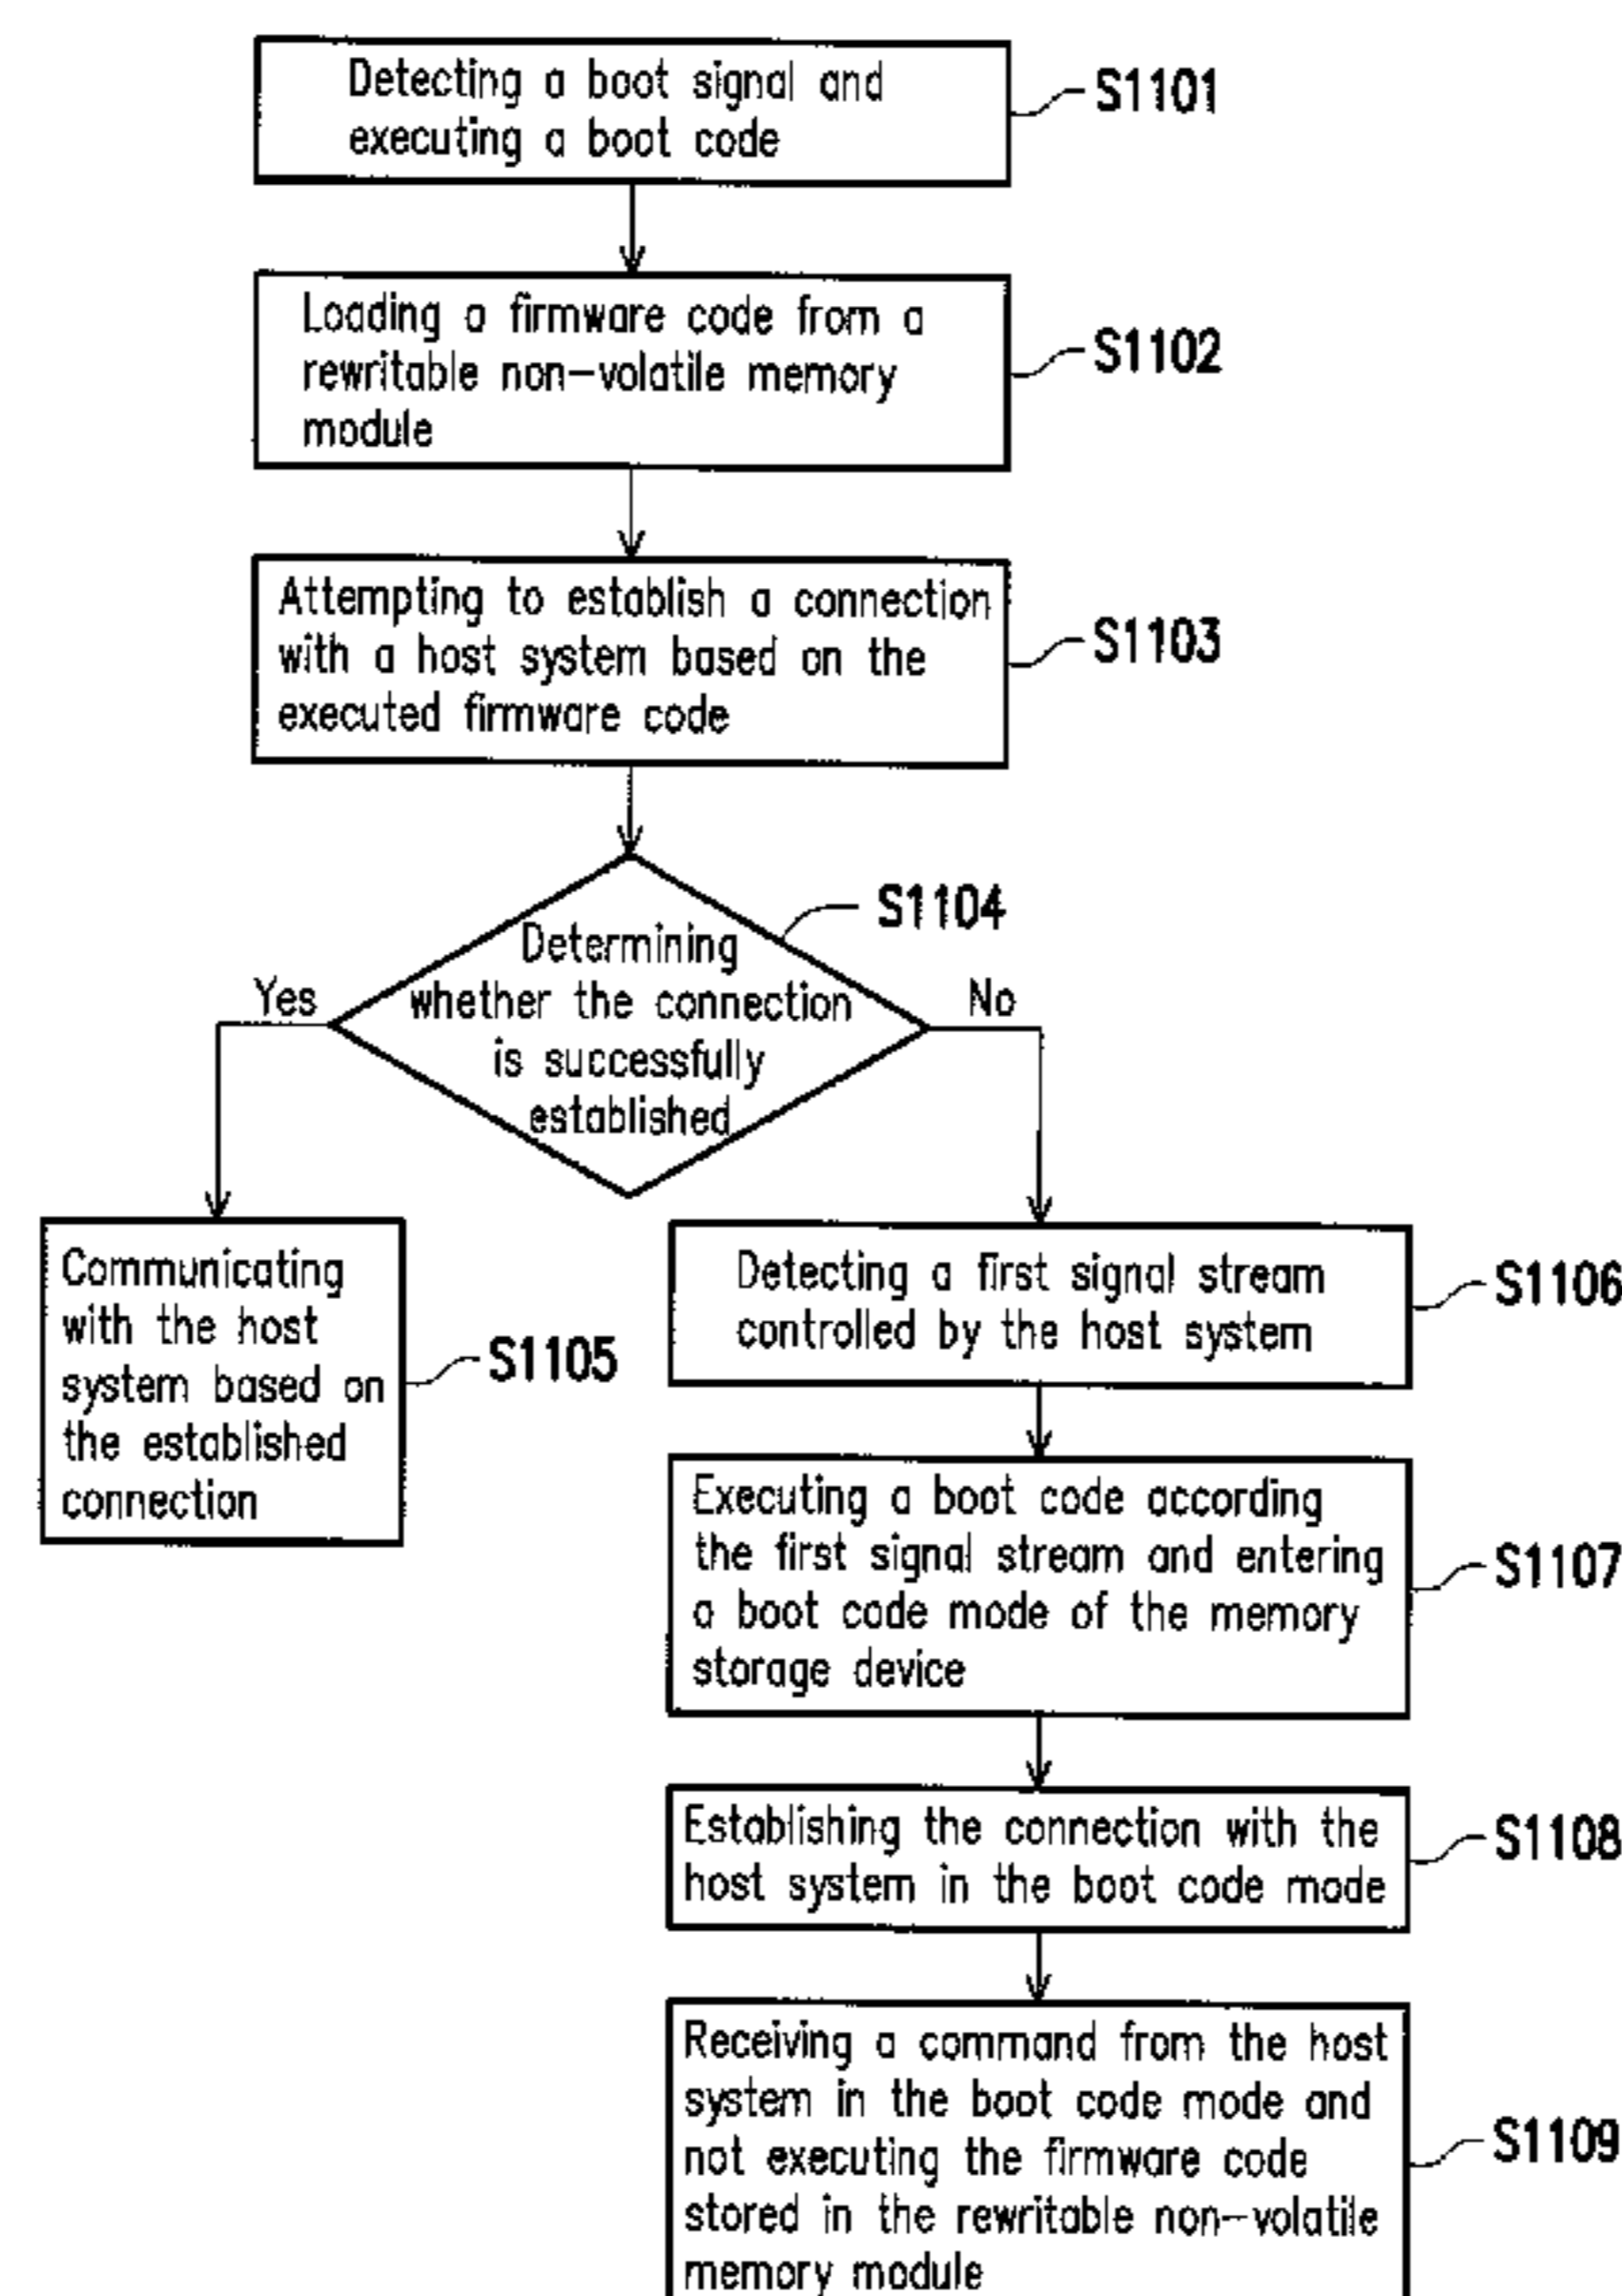 Detecting a boot signal and
executing a boot code
S1101
Loading a firmware code from a
rewritable non-volatile memory
module
S1102
Attempting to establish a connection
with a host system based on the
executed firmware code
S1103
S1104
Determining
whether the connection
is successfully
established
Yes
No
Communicating
with the host
system based on
the established
connection
S1105
Detecting a first signal stream
controlled by the host system
S1106
Executing a boot code according
the first signal stream and entering
a boot code mode of the memory
storage device
S1107
Establishing the connection with the
host system in the boot code mode
S1108
Receiving a command from the host
system in the boot code mode and
not executing the firmware code
stored in the rewritable non-volatile
memory module
S1109